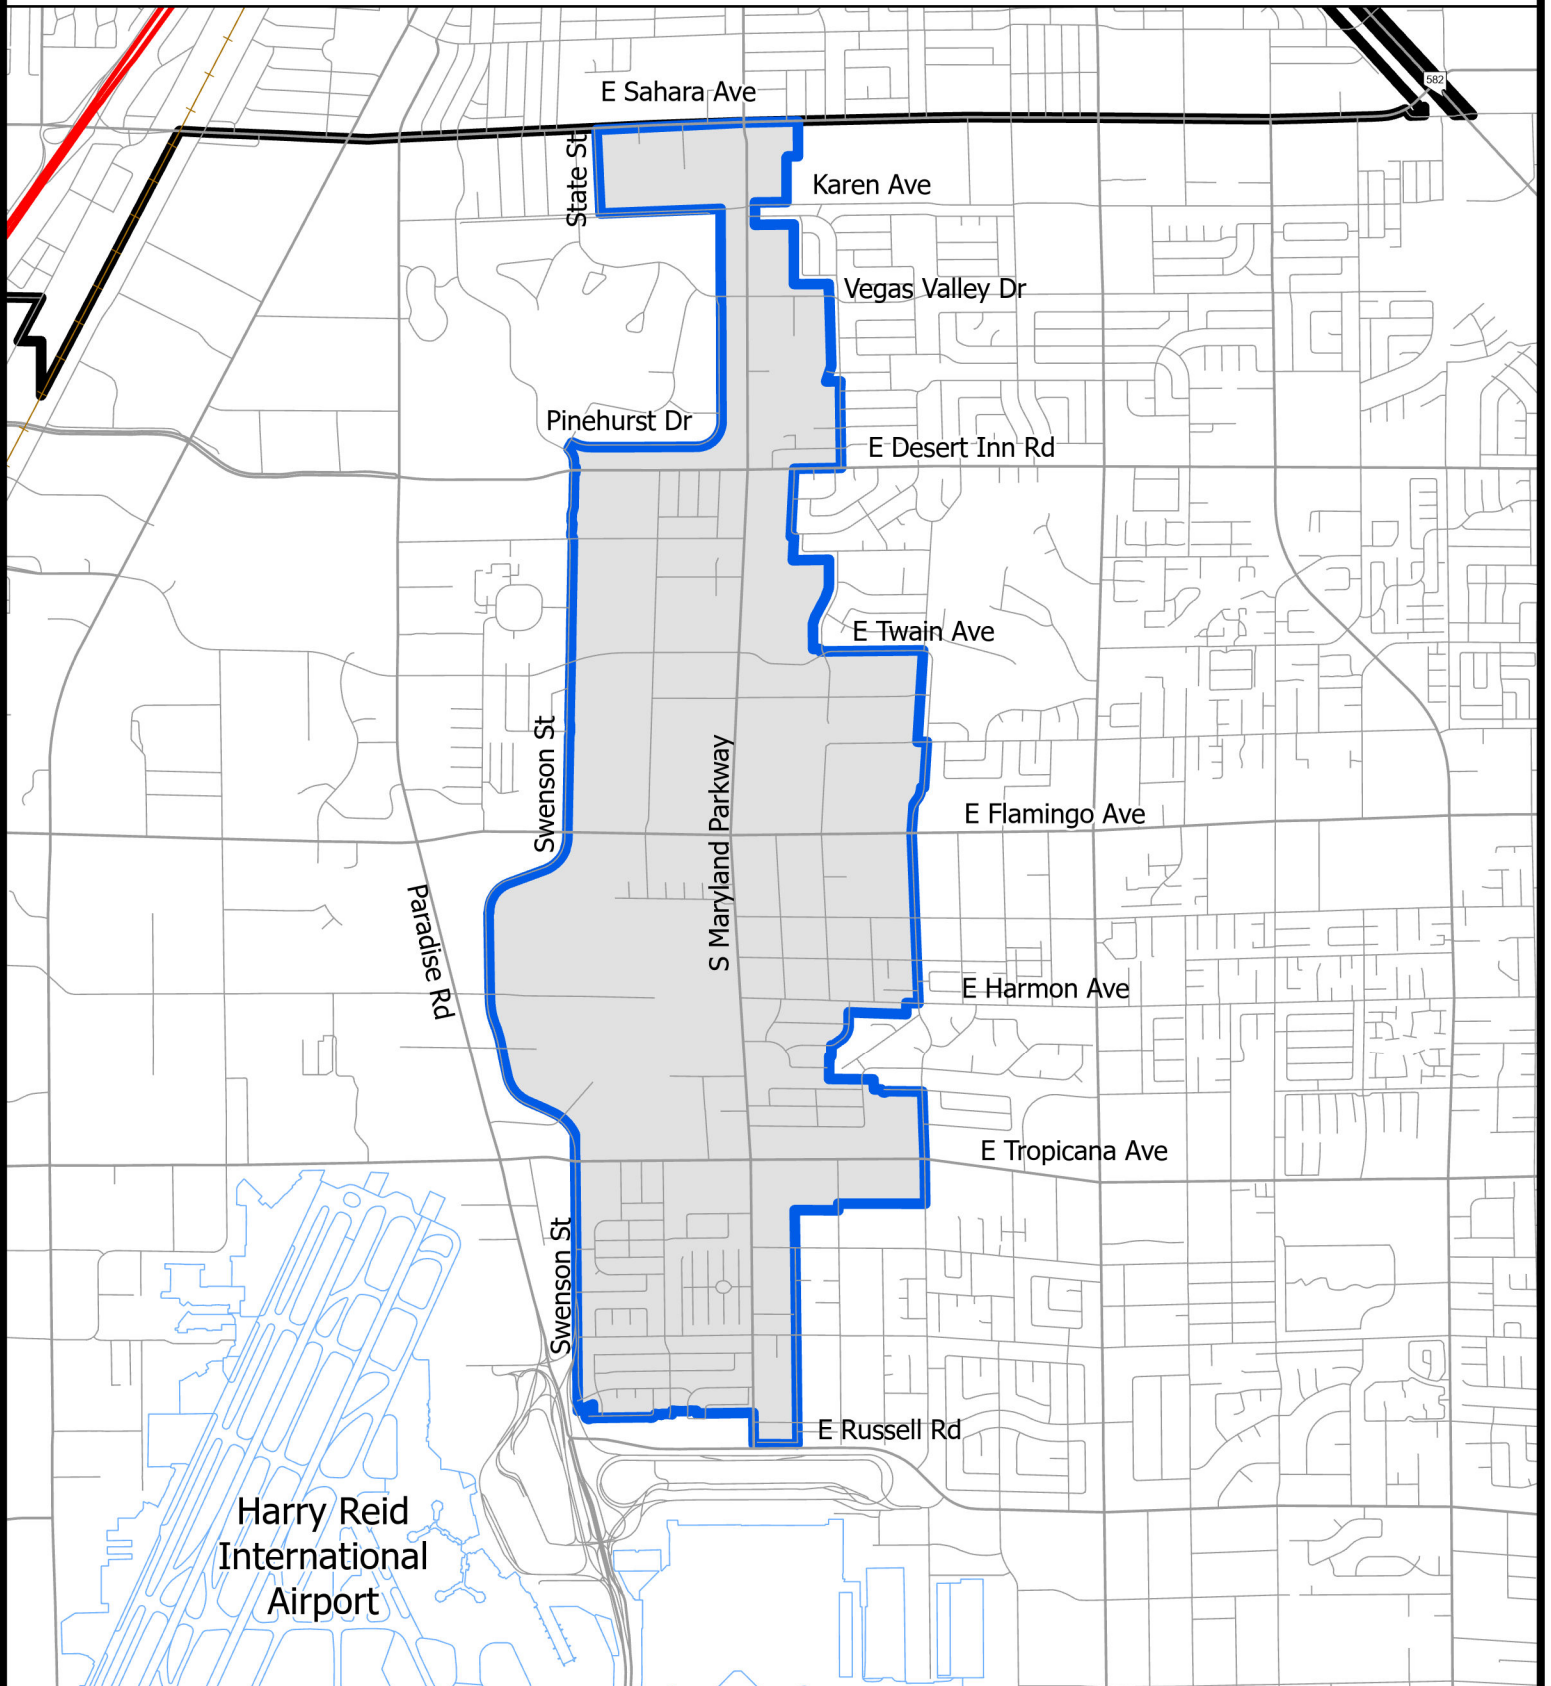 582
E Sahara Ave
State St
Karen Ave
Vegas Valley Dr
Pinehurst Dr
E Desert Inn Rd
E Twain Ave
Swenson St
S Maryland Parkway
E Flamingo Ave
Paradise Rd
E Harmon Ave
E Tropicana Ave
Swenson St
E Russell Rd
Harry Reid
International
Airport